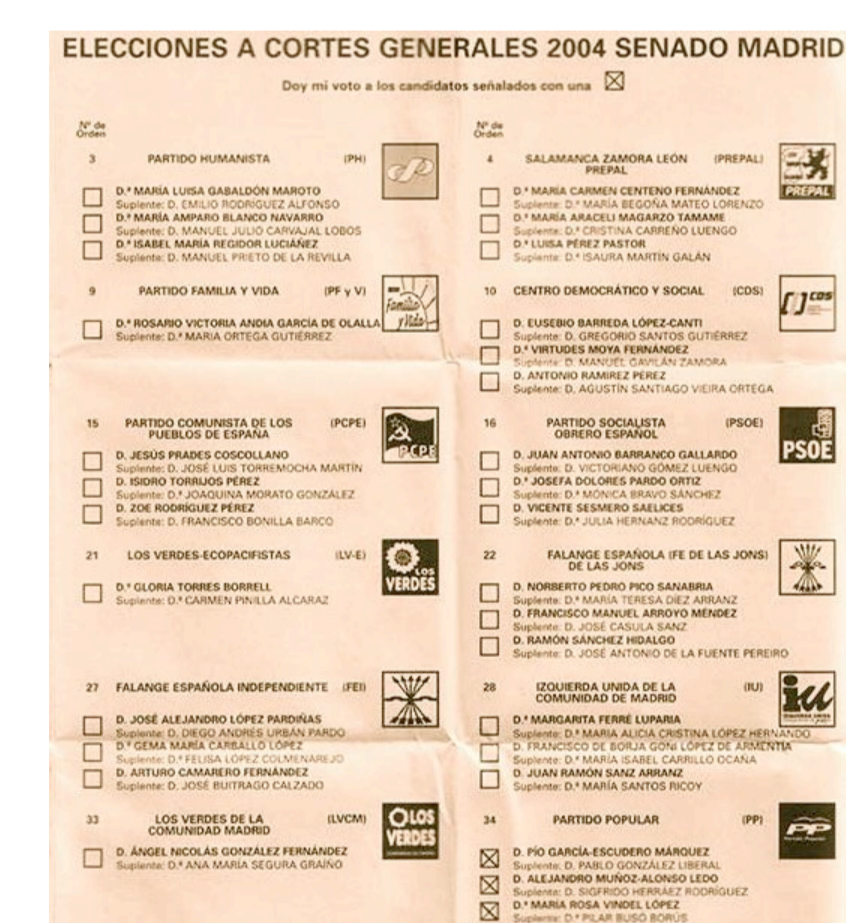 ELECCIONES A CORTES GENERALES 2004 SENADO MADRID
Doy mi voto a los candidatos señalados con una
Nº de
Orden
3 PARTIDO HUMANISTA (PH)
D.ª MARÍA LUISA GABALDÓN MAROTO
Suplente: D. EMILIO RODRÍGUEZ ALFONSO
D.ª MARÍA AMPARO BLANCO NAVARRO
Suplente: D. MANUEL JULIO CARVAJAL LOBOS
D.ª ISABEL MARÍA REGIDOR LUCIÁÑEZ
Suplente: D. MANUEL PRIETO DE LA REVILLA
Nº de
Orden
4 SALAMANCA ZAMORA LEÓN (PREPAL)
PREPAL
PREPAL
D.ª MARÍA CARMEN CENTENO FERNÁNDEZ
Suplente: D.ª MARÍA BEGOÑA MATEO LORENZO
D.ª MARÍA ARACELI MAGARZO TAMAME
Suplente: D.ª CRISTINA CARREÑO LUENGO
D.ª LUISA PÉREZ PASTOR
Suplente: D.ª ISAURA MARTÍN GALÁN
9 PARTIDO FAMILIA Y VIDA (PF y V)
Familia
y Vida
D.ª ROSARIO VICTORIA ANDIA GARCÍA DE OLALLA
Suplente: D.ª MARIA ORTEGA GUTIÉRREZ
10 CENTRO DEMOCRÁTICO Y SOCIAL (CDS)
CDS
D. EUSEBIO BARREDA LÓPEZ-CANTI
Suplente: D. GREGORIO SANTOS GUTIÉRREZ
D.ª VIRTUDES MOYA FERNÁNDEZ
Suplente: D. MANUEL GAVILÁN ZAMORA
D. ANTONIO RAMIREZ PÉREZ
Suplente: D. AGUSTÍN SANTIAGO VIEIRA ORTEGA
15 PARTIDO COMUNISTA DE LOS (PCPE)
PUEBLOS DE ESPAÑA
PCPE
D. JESÚS PRADES COSCOLLANO
Suplente: D. JOSÉ LUIS TORREMOCHA MARTÍN
D. ISIDRO TORRIJOS PÉREZ
Suplente: D.ª JOAQUINA MORATO GONZÁLEZ
D. ZOE RODRÍGUEZ PÉREZ
Suplente: D. FRANCISCO BONILLA BARCO
16 PARTIDO SOCIALISTA (PSOE)
OBRERO ESPAÑOL
PSOE
D. JUAN ANTONIO BARRANCO GALLARDO
Suplente: D. VICTORIANO GÓMEZ LUENGO
D.ª JOSEFA DOLORES PARDO ORTIZ
Suplente: D.ª MÓNICA BRAVO SÁNCHEZ
D. VICENTE SESMERO SAELICES
Suplente: D.ª JULIA HERNANZ RODRÍGUEZ
21 LOS VERDES-ECOPACIFISTAS (LV-E)
LOS
VERDES
D.ª GLORIA TORRES BORRELL
Suplente: D.ª CARMEN PINILLA ALCARAZ
22 FALANGE ESPAÑOLA (FE DE LAS JONS)
DE LAS JONS
D. NORBERTO PEDRO PICO SANABRIA
Suplente: D.ª MARÍA TERESA DÍEZ ARRANZ
D. FRANCISCO MANUEL ARROYO MÉNDEZ
Suplente: D. JOSÉ CASULA SANZ
D. RAMÓN SÁNCHEZ HIDALGO
Suplente: D. JOSÉ ANTONIO DE LA FUENTE PEREIRO
27 FALANGE ESPAÑOLA INDEPENDIENTE (FEI)
D. JOSÉ ALEJANDRO LÓPEZ PARDIÑAS
Suplente: D. DIEGO ANDRÉS URBÁN PARDO
D.ª GEMA MARÍA CARBALLO LÓPEZ
Suplente: D.ª FELISA LÓPEZ COLMENAREJO
D. ARTURO CAMARERO FERNÁNDEZ
Suplente: D. JOSÉ BUITRAGO CALZADO
28 IZQUIERDA UNIDA DE LA (IU)
COMUNIDAD DE MADRID
iu
IZQUIERDA UNIDA
D.ª MARGARITA FERRÉ LUPARIA
Suplente: D.ª MARIA ALICIA CRISTINA LÓPEZ HERNANDO
D. FRANCISCO DE BORJA GOÑI LÓPEZ DE ARMENTIA
Suplente: D.ª MARÍA ISABEL CARRILLO OCAÑA
D. JUAN RAMÓN SANZ ARRANZ
Suplente: D.ª MARÍA SANTOS RICOY
33 LOS VERDES DE LA (LVCM)
COMUNIDAD MADRID
LOS
VERDES
D. ÁNGEL NICOLÁS GONZÁLEZ FERNÁNDEZ
Suplente: D.ª ANA MARÍA SEGURA GRAIÑO
34 PARTIDO POPULAR (PP)
PP
Partido Popular
D. PÍO GARCÍA-ESCUDERO MÁRQUEZ
Suplente: D. PABLO GONZÁLEZ LIBERAL
D. ALEJANDRO MUÑOZ-ALONSO LEDO
Suplente: D. SIGFRIDO HERRÁEZ RODRÍGUEZ
D.ª MARÍA ROSA VINDEL LÓPEZ
Suplente: D.ª PILAR BUSÓ BORÚS